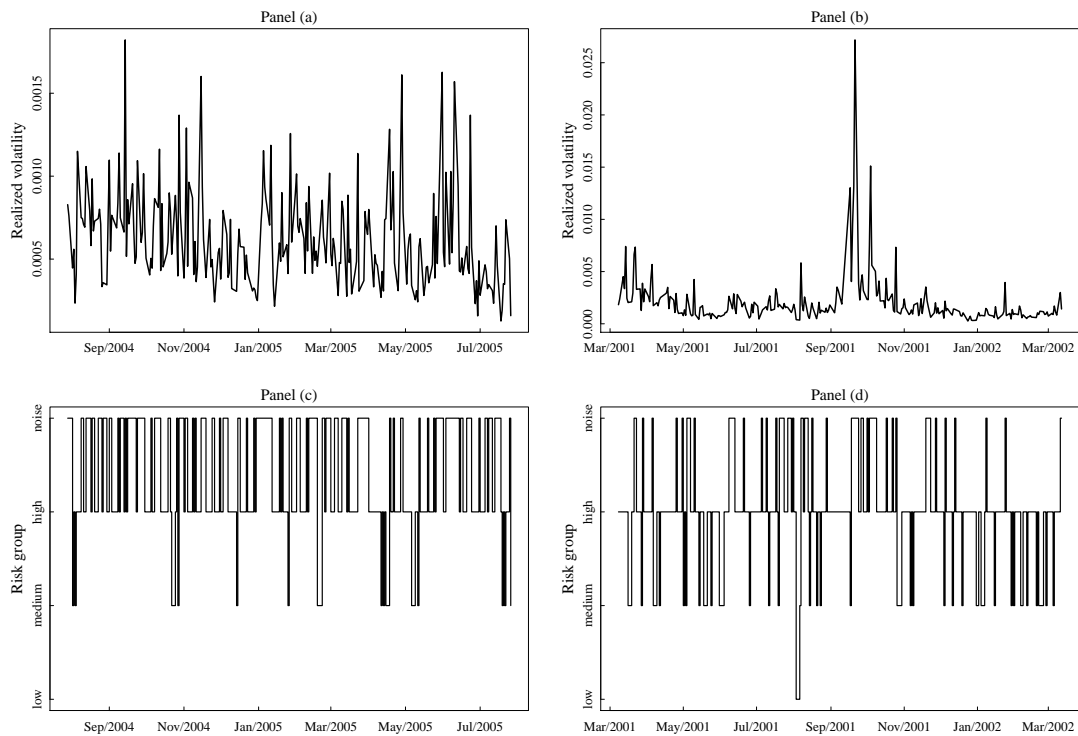 Panel (a)
Realized volatility
0.0015
0.0010
0.0005
Sep/2004 Nov/2004 Jan/2005 Mar/2005 May/2005 Jul/2005
Panel (b)
Realized volatility
0.025
0.020
0.015
0.010
0.005
0.000
Mar/2001 May/2001 Jul/2001 Sep/2001 Nov/2001 Jan/2002 Mar/2002
Panel (c)
Risk group
noise
high
medium
low
Sep/2004 Nov/2004 Jan/2005 Mar/2005 May/2005 Jul/2005
Panel (d)
Risk group
noise
high
medium
low
Mar/2001 May/2001 Jul/2001 Sep/2001 Nov/2001 Jan/2002 Mar/2002